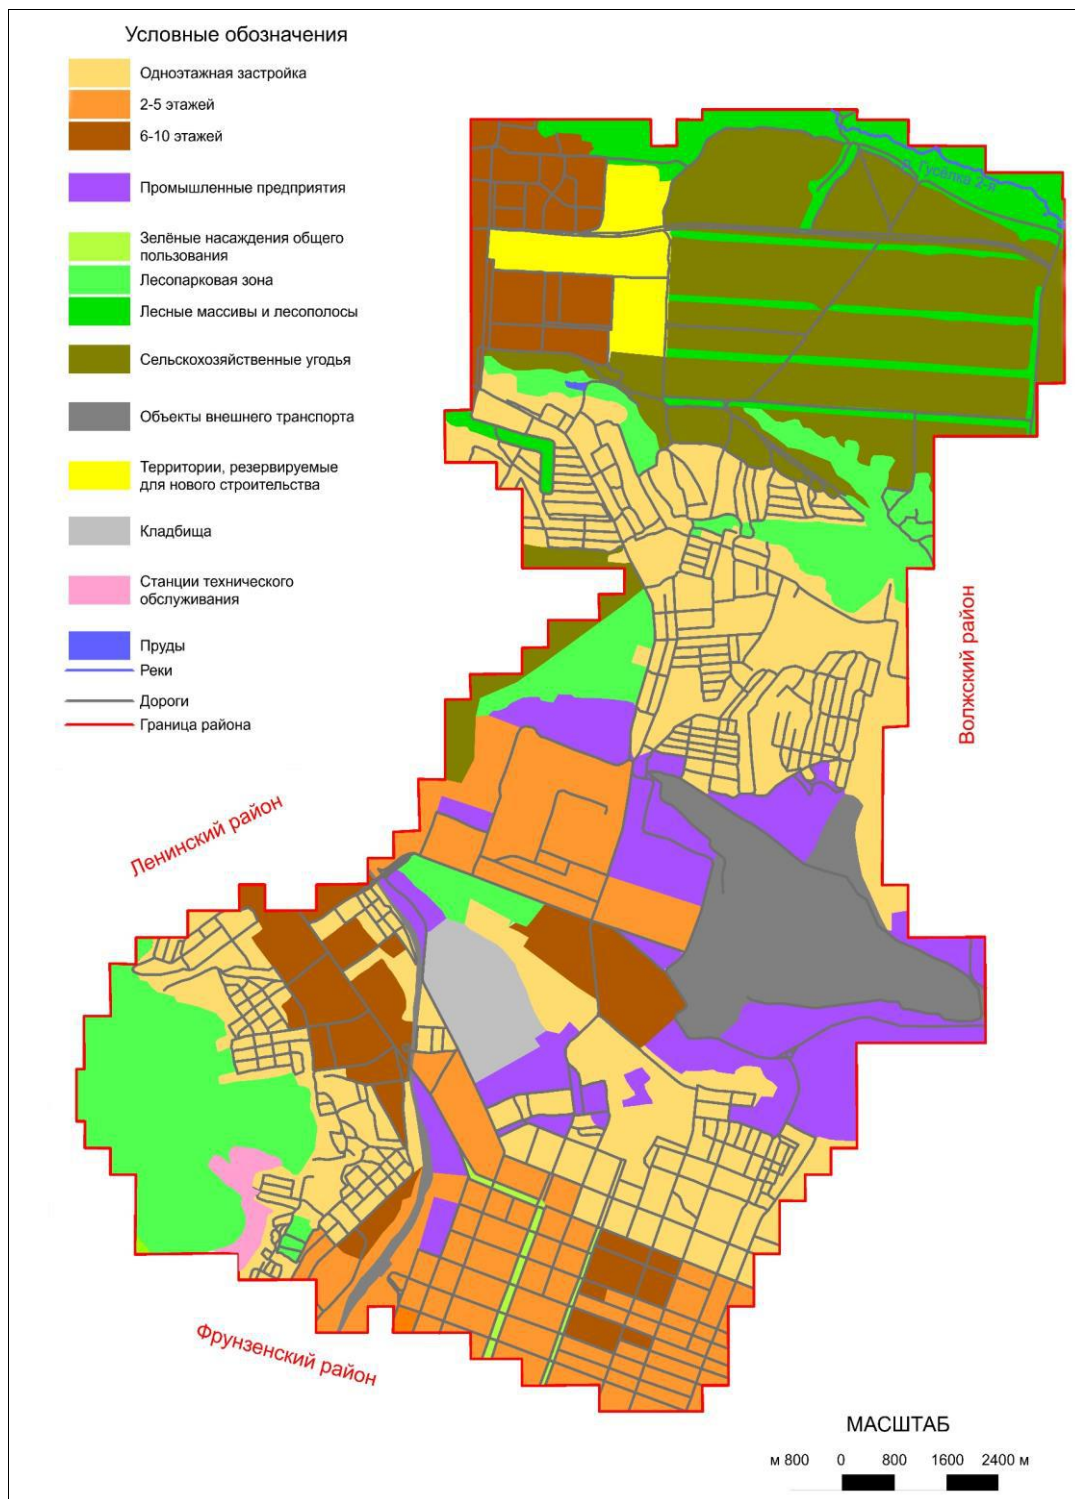 Условные обозначения
Одноэтажная застройка
2-5 этажей
6-10 этажей
Промышленные предприятия
Зелёные насаждения общего
пользования
Лесопарковая зона
Лесные массивы и лесополосы
Сельскохозяйственные угодья
Объекты внешнего транспорта
Территории, резервируемые
для нового строительства
Кладбища
Станции технического
обслуживания
Пруды
Реки
Дороги
Граница района
р. Гусёлка 2-я
Волжский район
Ленинский район
Фрунзенский район
МАСШТАБ
м 800 0 800 1600 2400 м